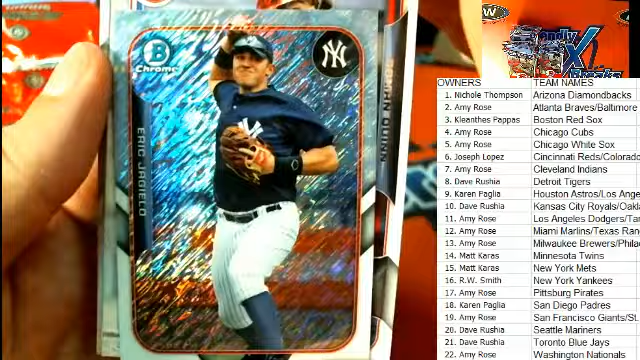 B
Chrome
NY
ERIC JAGIELO
ROMAN QUINN
W
Friendly
X
Breaks
OWNERS TEAM NAMES
1. Nichole Thompson Arizona Diamondbacks
2. Amy Rose Atlanta Braves/Baltimore
3. Kleanthes Pappas Boston Red Sox
4. Amy Rose Chicago Cubs
5. Amy Rose Chicago White Sox
6. Joseph Lopez Cincinnati Reds/Colorado
7. Amy Rose Cleveland Indians
8. Dave Rushia Detroit Tigers
9. Karen Paglia Houston Astros/Los Ange
10. Dave Rushia Kansas City Royals/Oakl
11. Amy Rose Los Angeles Dodgers/Tam
12. Amy Rose Miami Marlins/Texas Ran
13. Amy Rose Milwaukee Brewers/Phila
14. Matt Karas Minnesota Twins
15. Matt Karas New York Mets
16. R.W. Smith New York Yankees
17. Amy Rose Pittsburg Pirates
18. Karen Paglia San Diego Padres
19. Amy Rose San Francisco Giants/St.
20. Dave Rushia Seattle Mariners
21. Dave Rushia Toronto Blue Jays
22. Amy Rose Washington Nationals